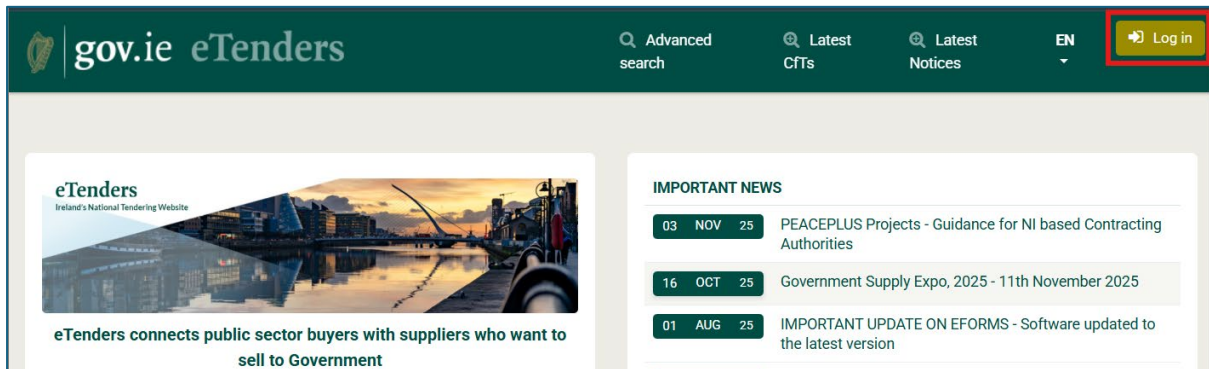 gov.ie eTenders
Advanced
search
Latest
CfTs
Latest
Notices
EN
Log in
eTenders
Ireland's National Tendering Website
eTenders connects public sector buyers with suppliers who want to
sell to Government
IMPORTANT NEWS
03 NOV 25 PEACEPLUS Projects - Guidance for NI based Contracting
Authorities
16 OCT 25 Government Supply Expo, 2025 - 11th November 2025
01 AUG 25 IMPORTANT UPDATE ON EFORMS - Software updated to
the latest version